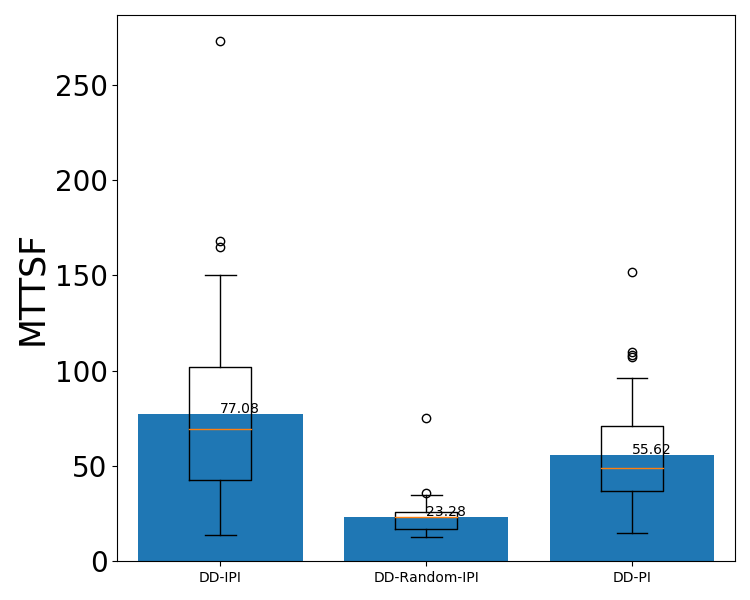 MTTSF
250
200
150
100
50
0
77.08
23.28
55.62
DD-IPI
DD-Random-IPI
DD-PI